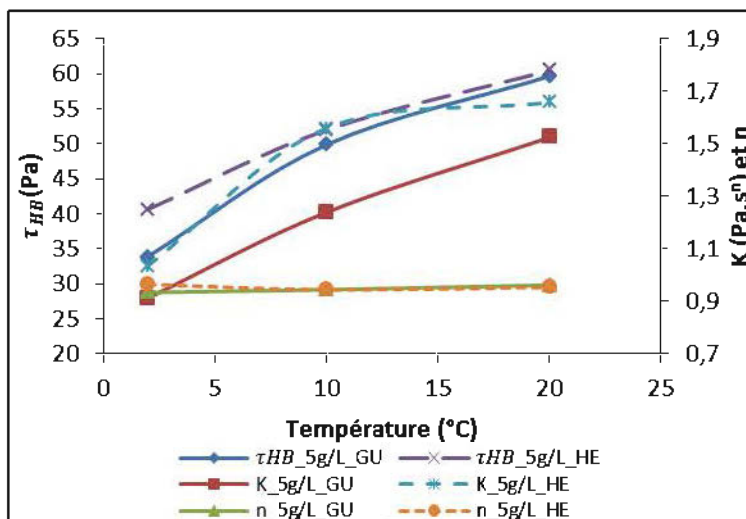 65
60
55
50
45
40
35
30
25
20
τHB (Pa)
1,9
1,7
1,5
1,3
1,1
0,9
0,7
K (Pa.sⁿ) et n
0 5 10 15 20 25
Température (°C)
τHB_5g/L_GU τHB_5g/L_HE
K_5g/L_GU K_5g/L_HE
n_5g/L_GU n_5g/L_HE